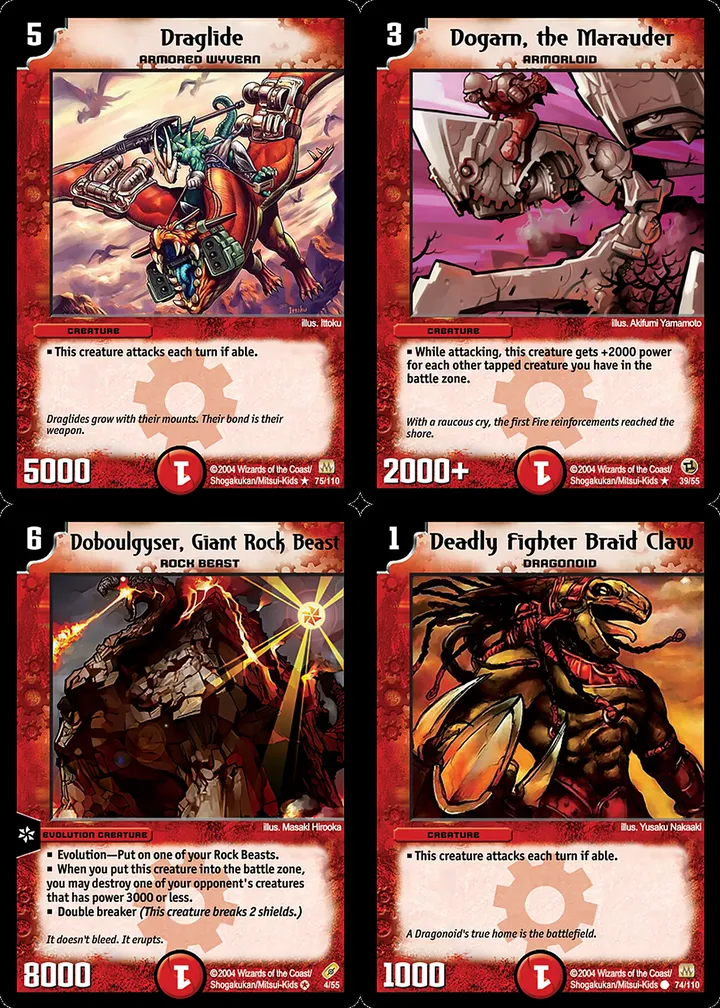 5
Draglide
ARMORED WYVERN
Ittoku
illus. Ittoku
CREATURE
▪ This creature attacks each turn if able.
Draglides grow with their mounts. Their bond is their
weapon.
5000
1
©2004 Wizards of the Coast/
Shogakukan/Mitsui-Kids ★ 75/110
3
Dogarn, the Marauder
ARMORLOID
illus. Akifumi Yamamoto
CREATURE
▪ While attacking, this creature gets +2000 power
for each other tapped creature you have in the
battle zone.
With a raucous cry, the first Fire reinforcements reached the
shore.
2000+
1
©2004 Wizards of the Coast/
Shogakukan/Mitsui-Kids ★ 39/55
6
Doboulgyser, Giant Rock Beast
ROCK BEAST
illus. Masaki Hirooka
EVOLUTION CREATURE
▪ Evolution—Put on one of your Rock Beasts.
▪ When you put this creature into the battle zone,
you may destroy one of your opponent's creatures
that has power 3000 or less.
▪ Double breaker (This creature breaks 2 shields.)
It doesn't bleed. It erupts.
8000
1
©2004 Wizards of the Coast/
Shogakukan/Mitsui-Kids ✪ 4/55
1
Deadly Fighter Braid Claw
DRAGONOID
illus. Yusaku Nakaaki
CREATURE
▪ This creature attacks each turn if able.
A Dragonoid's true home is the battlefield.
1000
1
©2004 Wizards of the Coast/
Shogakukan/Mitsui-Kids ● 74/110